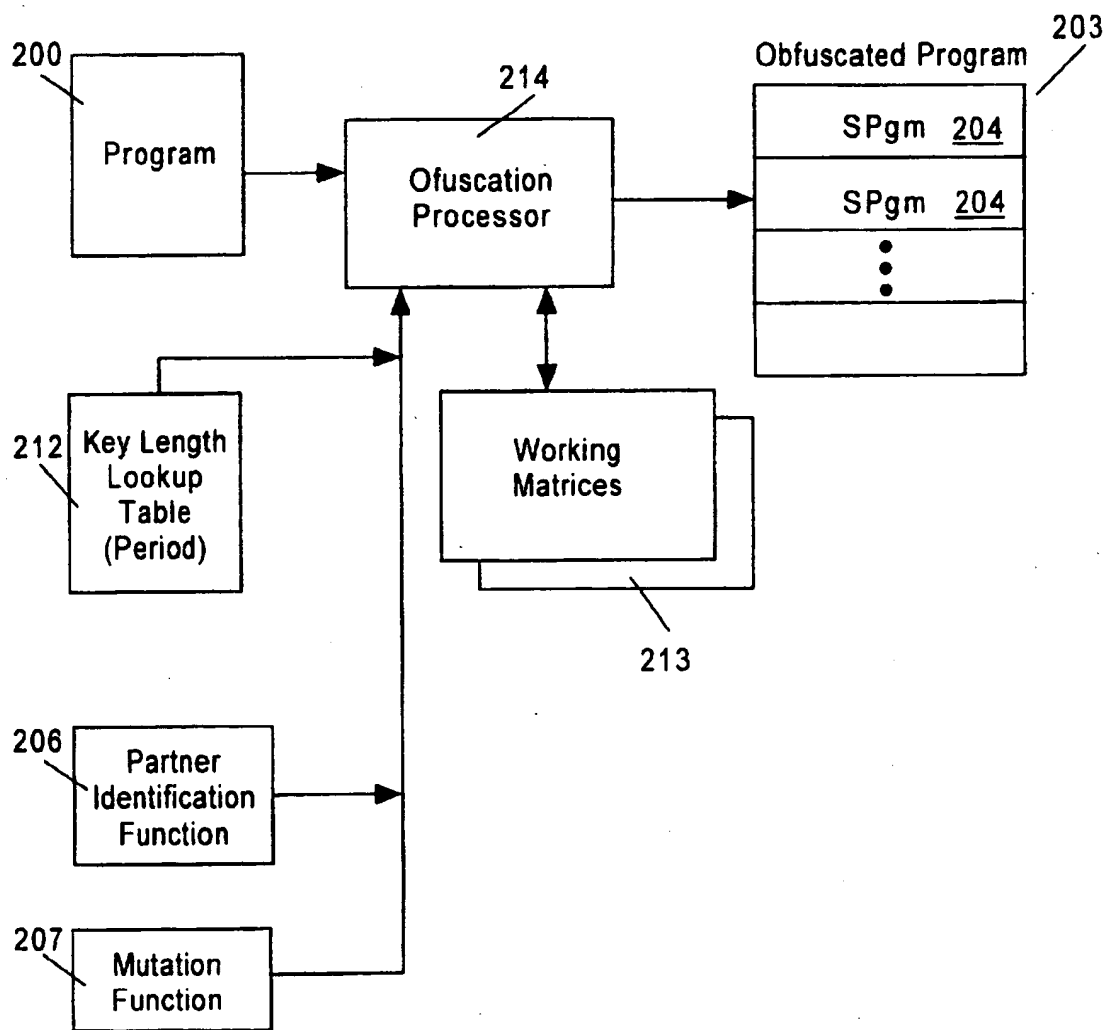 203
200
Obfuscated Program
214
SPgm 204
Program
Ofuscation
Processor
SPgm 204
212
Key Length
Lookup
Table
(Period)
Working
Matrices
213
206
Partner
Identification
Function
207
Mutation
Function